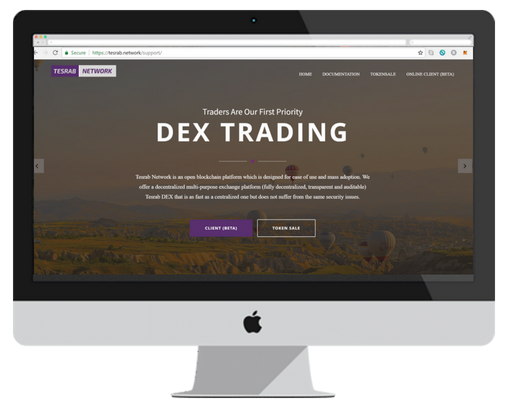 Secure | https://tesrab.network/support/
TESRAB NETWORK
HOME DOCUMENTATION TOKENSALE ONLINE CLIENT (BETA)
Traders Are Our First Priority
DEX TRADING
Tesrab Network is an open blockchain platform which is designed for ease of use and mass adoption. We
offer a decentralized multi-purpose exchange platform (fully decentralized, transparent and auditable)
Tesrab DEX that is as fast as a centralized one but does not suffer from the same security issues.
CLIENT (BETA) TOKEN SALE